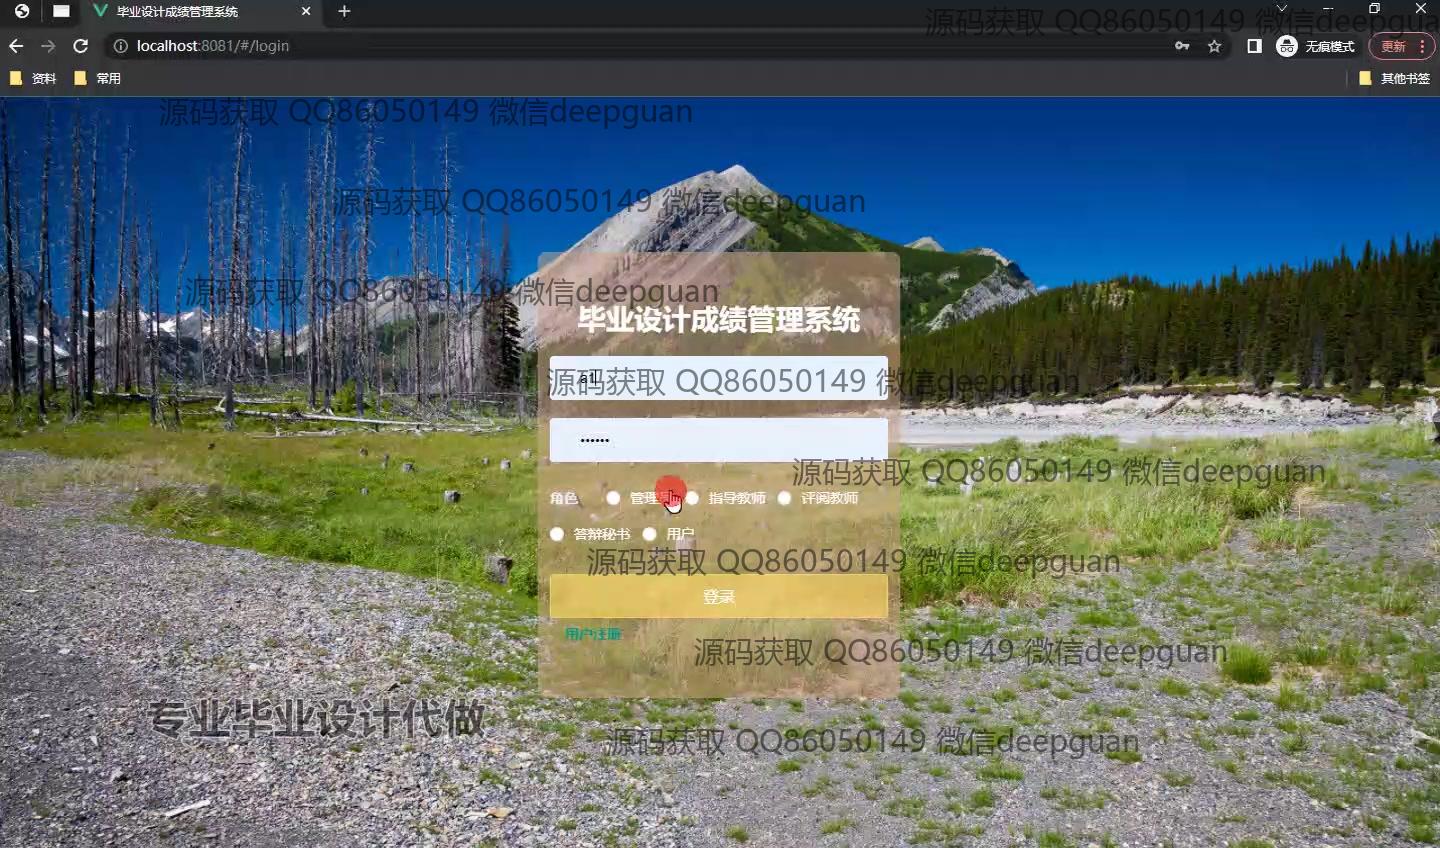 毕业设计成绩管理系统
源码获取 QQ86050149 微信deepgua
localhost:8081/#/login
无痕模式
更新
资料
常用
其他书签
源码获取 QQ86050149 微信deepguan
源码获取 QQ86050149 微信deepguan
源码获取 QQ86050149 微信deepguan
毕业设计成绩管理系统
a1
源码获取 QQ86050149 微信deepguan
••••••
源码获取 QQ86050149 微信deepguan
角色 管理员 指导教师 评阅教师
答辩秘书 用户
源码获取 QQ86050149 微信deepguan
登录
用户注册
源码获取 QQ86050149 微信deepguan
专业毕业设计代做
源码获取 QQ86050149 微信deepguan